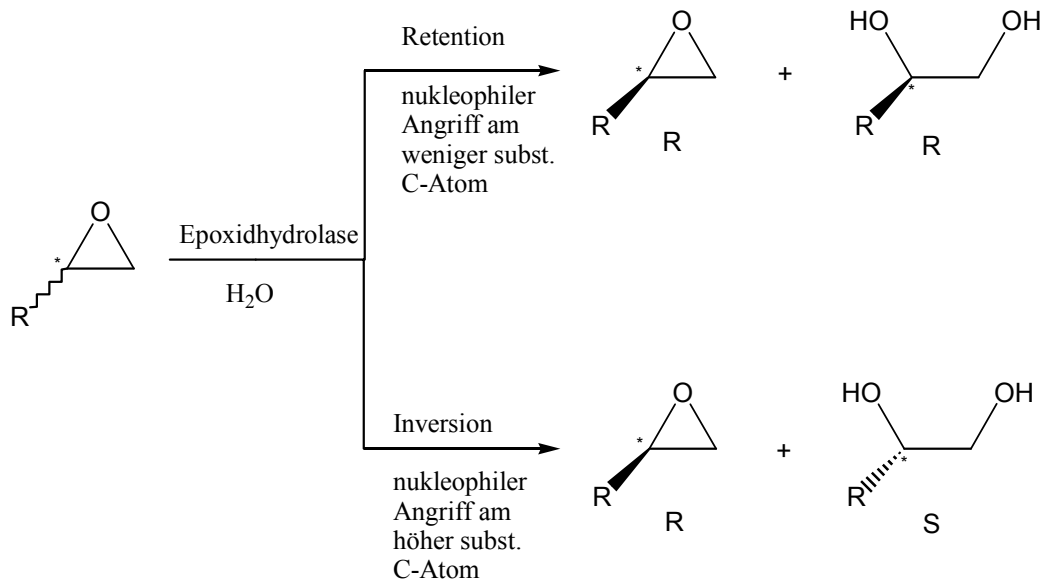 Retention
nukleophiler
Angriff am
weniger subst.
C-Atom
O
*
R
R
+
HO
OH
*
R
R
O
*
R
Epoxidhydrolase
H₂O
Inversion
nukleophiler
Angriff am
höher subst.
C-Atom
O
*
R
R
+
HO
OH
*
R
S